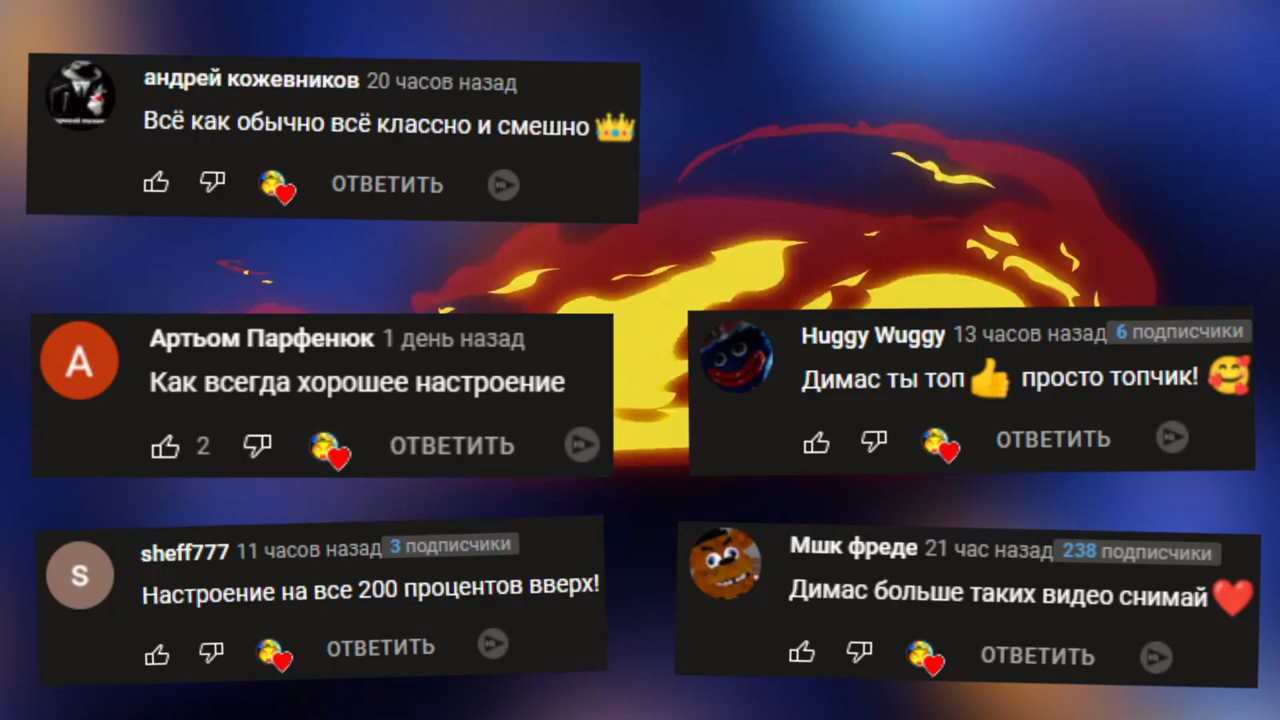 андрей кожевников 20 часов назад
Всё как обычно всё классно и смешно 👑
ОТВЕТИТЬ
Артьом Парфенюк 1 день назад
Как всегда хорошее настроение
2 ОТВЕТИТЬ
Huggy Wuggy 13 часов назад 6 подписчики
Димас ты топ 👍 просто топчик! 🥰
ОТВЕТИТЬ
sheff777 11 часов назад 3 подписчики
Настроение на все 200 процентов вверх!
ОТВЕТИТЬ
Мшк фреде 21 час назад 238 подписчики
Димас больше таких видео снимай ❤️
ОТВЕТИТЬ